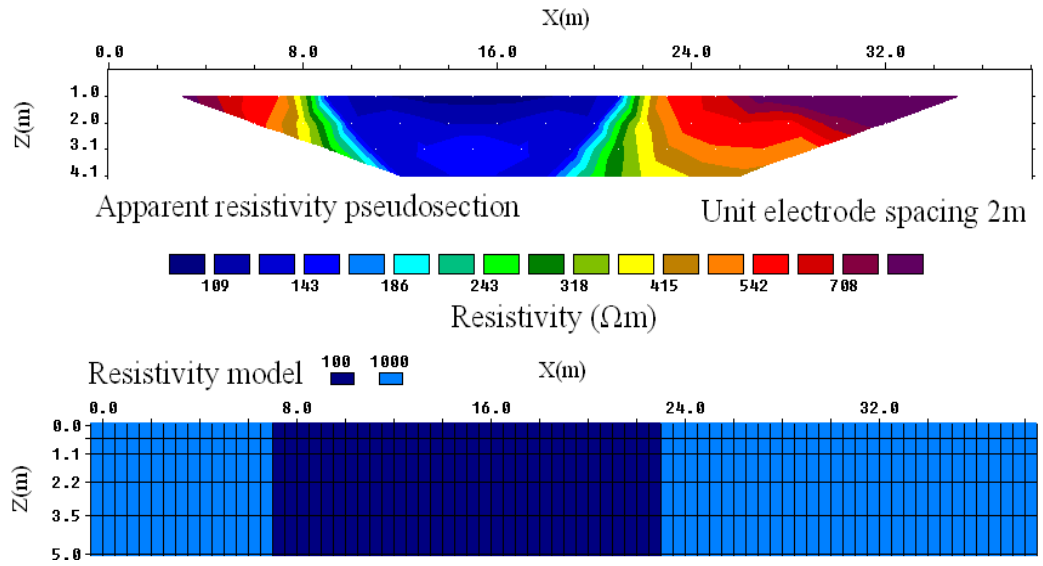 X(m)
0.0 8.0 16.0 24.0 32.0
Z(m)
1.0
2.0
3.1
4.1
Apparent resistivity pseudosection Unit electrode spacing 2m
109 143 186 243 318 415 542 708
Resistivity (Ωm)
Resistivity model 100 1000 X(m)
0.0 8.0 16.0 24.0 32.0
Z(m)
0.0
1.1
2.2
3.5
5.0